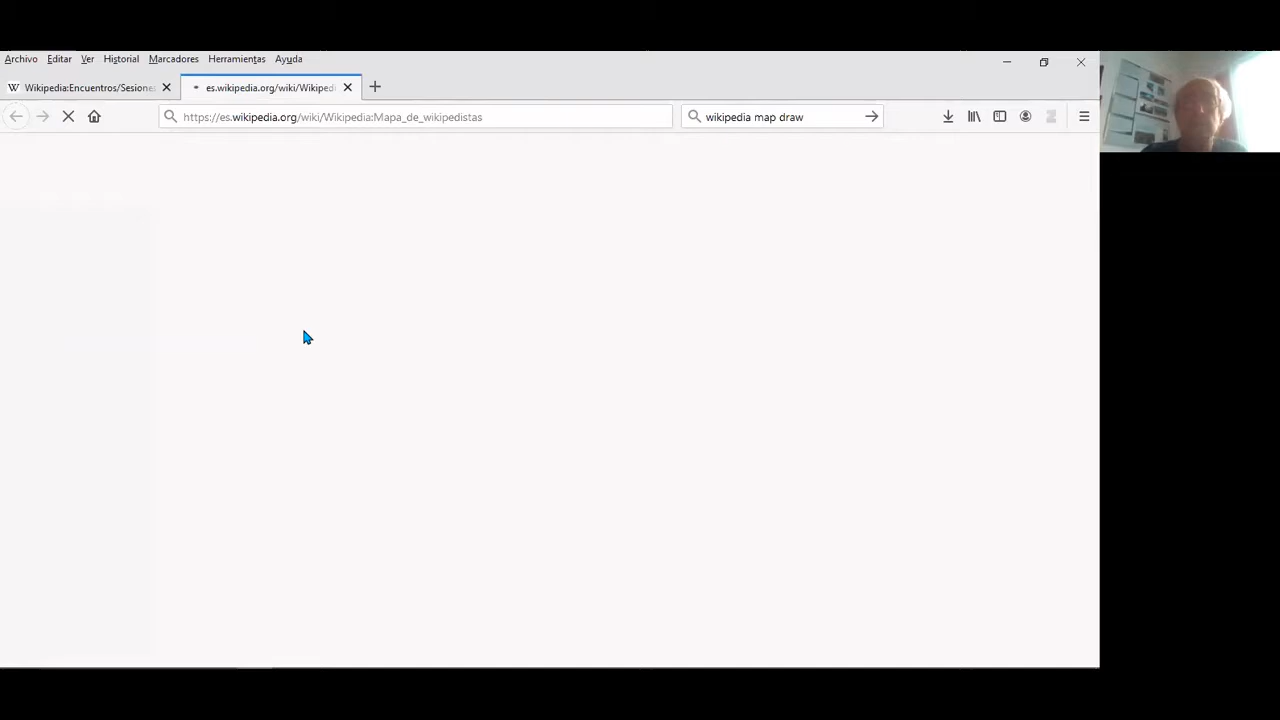 Archivo Editar Ver Historial Marcadores Herramientas Ayuda
Wikipedia:Encuentros/Sesione
es.wikipedia.org/wiki/Wikiped
https://es.wikipedia.org/wiki/Wikipedia:Mapa_de_wikipedistas
wikipedia map draw